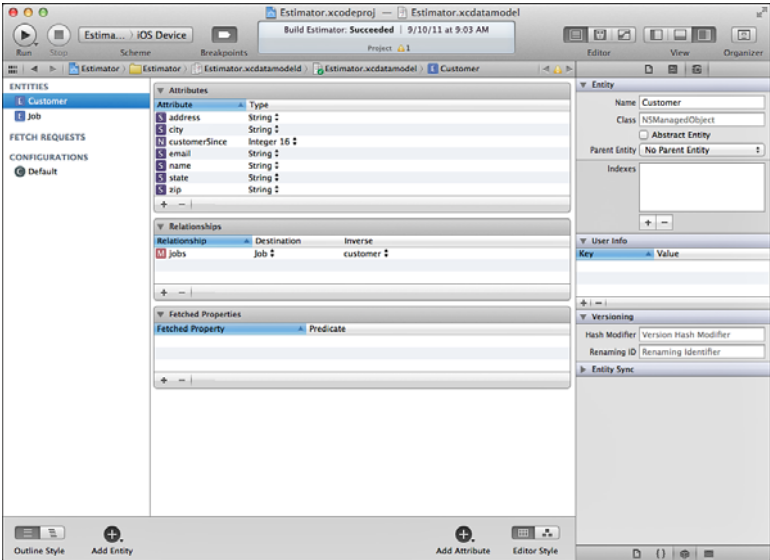 Estimator.xcodeproj — Estimator.xcdatamodel
Run Stop
Estima... iOS Device
Scheme
Breakpoints
Build Estimator: Succeeded | 9/10/11 at 9:03 AM
Project 1
Editor
View
Organizer
Estimator Estimator Estimator.xcdatamodeld Estimator.xcdatamodel E Customer
ENTITIES
E Customer
E Job
FETCH REQUESTS
CONFIGURATIONS
C Default
Attributes
Attribute Type
S address String
S city String
N customerSince Integer 16
S email String
S name String
S state String
S zip String
+ −
Relationships
Relationship Destination Inverse
M jobs Job customer
+ −
Fetched Properties
Fetched Property Predicate
+ −
Entity
Name Customer
Class NSManagedObject
Abstract Entity
Parent Entity No Parent Entity
Indexes
+ −
User Info
Key Value
+ −
Versioning
Hash Modifier Version Hash Modifier
Renaming ID Renaming Identifier
Entity Sync
Outline Style
Add Entity
Add Attribute
Editor Style
{}